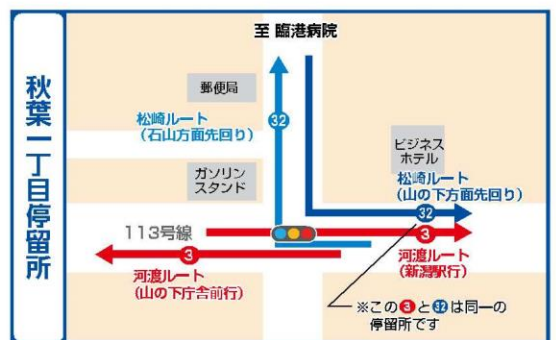 秋葉一丁目停留所
至 臨港病院
郵便局
松崎ルート
(石山方面先回り)
32
ガソリン
スタンド
ビジネス
ホテル
松崎ルート
(山の下方面先回り)
32
113号線
3
3
河渡ルート
(山の下庁舎前行)
河渡ルート
(新潟駅行)
※この3と32は同一の
停留所です